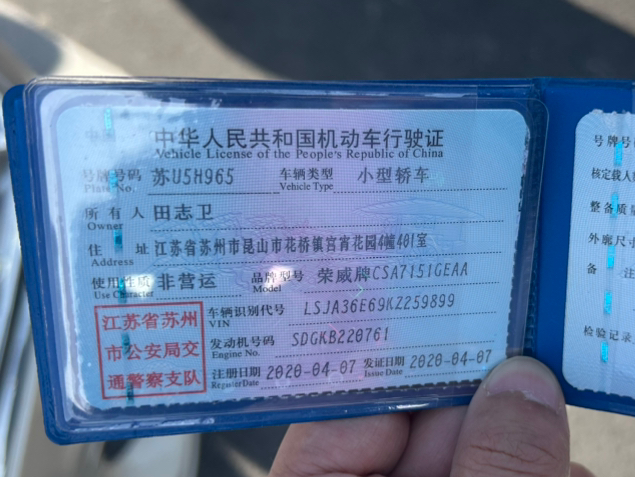 中华人民共和国机动车行驶证
Vehicle License of the People's Republic of China
号牌号码 苏U5H965 车辆类型 小型轿车
Plate No. Vehicle Type
所有人 田志卫
Owner
住址 江苏省苏州市昆山市花桥镇宫宵花园4幢401室
Address
使用性质 非营运 品牌型号 荣威牌CSA7151GEAA
Use Character Model
江苏省苏州
市公安局交
通警察支队
车辆识别代号 LSJA36E69KZ259899
VIN
发动机号码 SDGKB220761
Engine No.
注册日期 2020-04-07 发证日期 2020-04-07
Register Date Issue Date
号牌号
核定载人
整备质量
外廓尺寸
备 注
检验记录